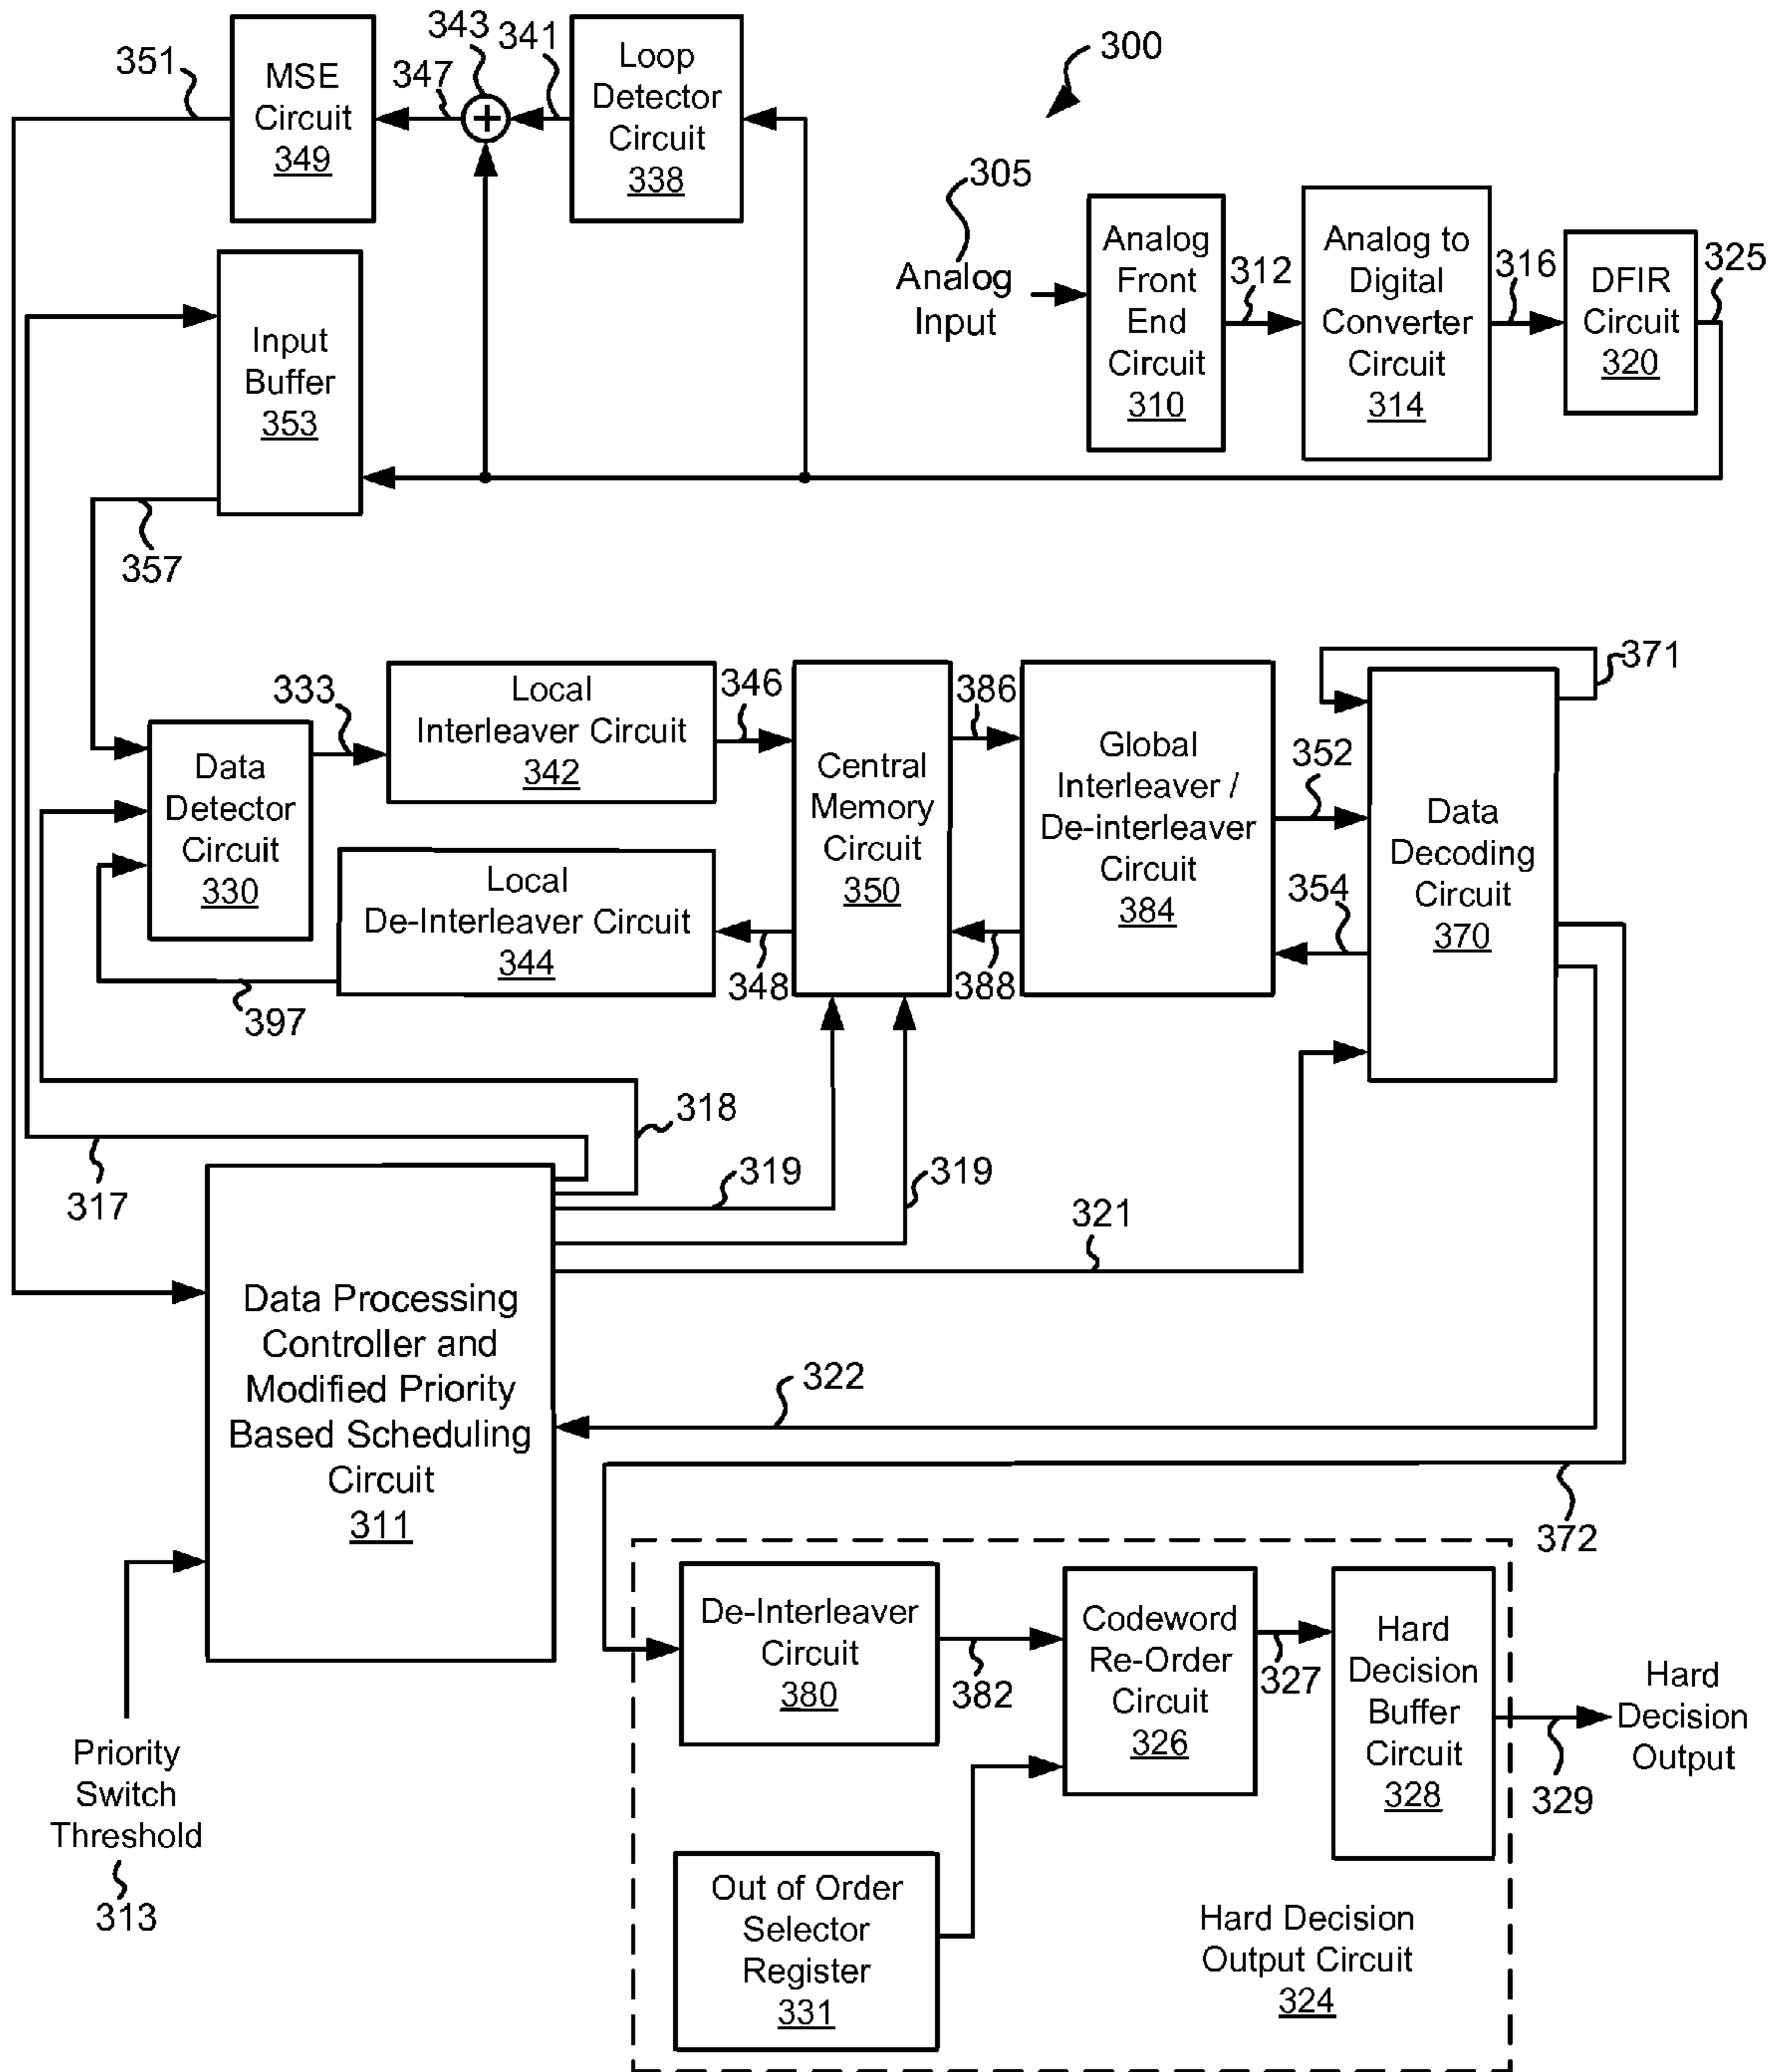 351
MSE
Circuit
349
347
343
341
Loop
Detector
Circuit
338
300
305
Analog
Input
Analog
Front
End
Circuit
310
312
Analog to
Digital
Converter
Circuit
314
316
DFIR
Circuit
320
325
Input
Buffer
353
357
333
Local
Interleaver Circuit
342
346
386
371
Data
Detector
Circuit
330
Central
Memory
Circuit
350
Global
Interleaver /
De-interleaver
Circuit
384
352
354
Data
Decoding
Circuit
370
Local
De-Interleaver Circuit
344
348
388
397
318
317
319
319
321
Data Processing
Controller and
Modified Priority
Based Scheduling
Circuit
311
322
372
De-Interleaver
Circuit
380
382
Codeword
Re-Order
Circuit
326
327
Hard
Decision
Buffer
Circuit
328
Hard
Decision
Output
329
Priority
Switch
Threshold
313
Out of Order
Selector
Register
331
Hard Decision
Output Circuit
324